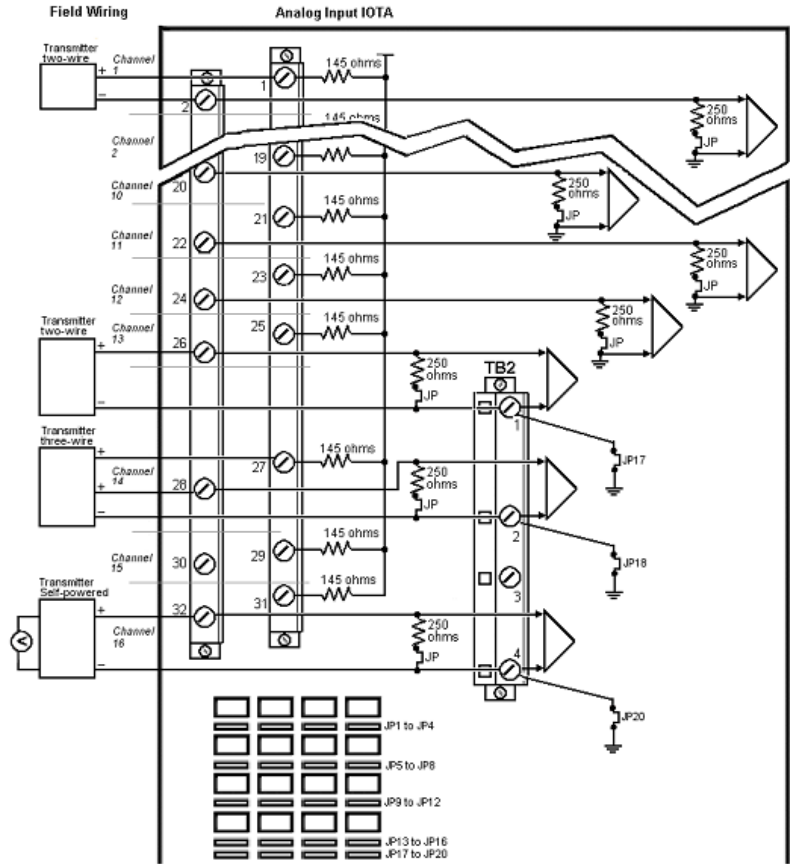 Field Wiring
Analog Input IOTA
Transmitter
two-wire
+
Channel
1
−
1
145 ohms
2
250
ohms
JP
145 ohms
Channel
2
19
20
Channel
10
250
ohms
JP
21
145 ohms
Channel
11
22
250
ohms
JP
23
145 ohms
Channel
12
24
250
ohms
JP
25
145 ohms
Transmitter
two-wire
+
Channel
13
26
−
250
ohms
JP
TB2
1
JP17
Transmitter
three-wire
+
+
−
Channel
14
27
145 ohms
28
250
ohms
JP
2
JP18
29
145 ohms
Channel
15
30
3
31
145 ohms
Transmitter
Self-powered
A
+
−
32
Channel
16
250
ohms
JP
4
JP20
JP1 to JP4
JP5 to JP8
JP9 to JP12
JP13 to JP16
JP17 to JP20